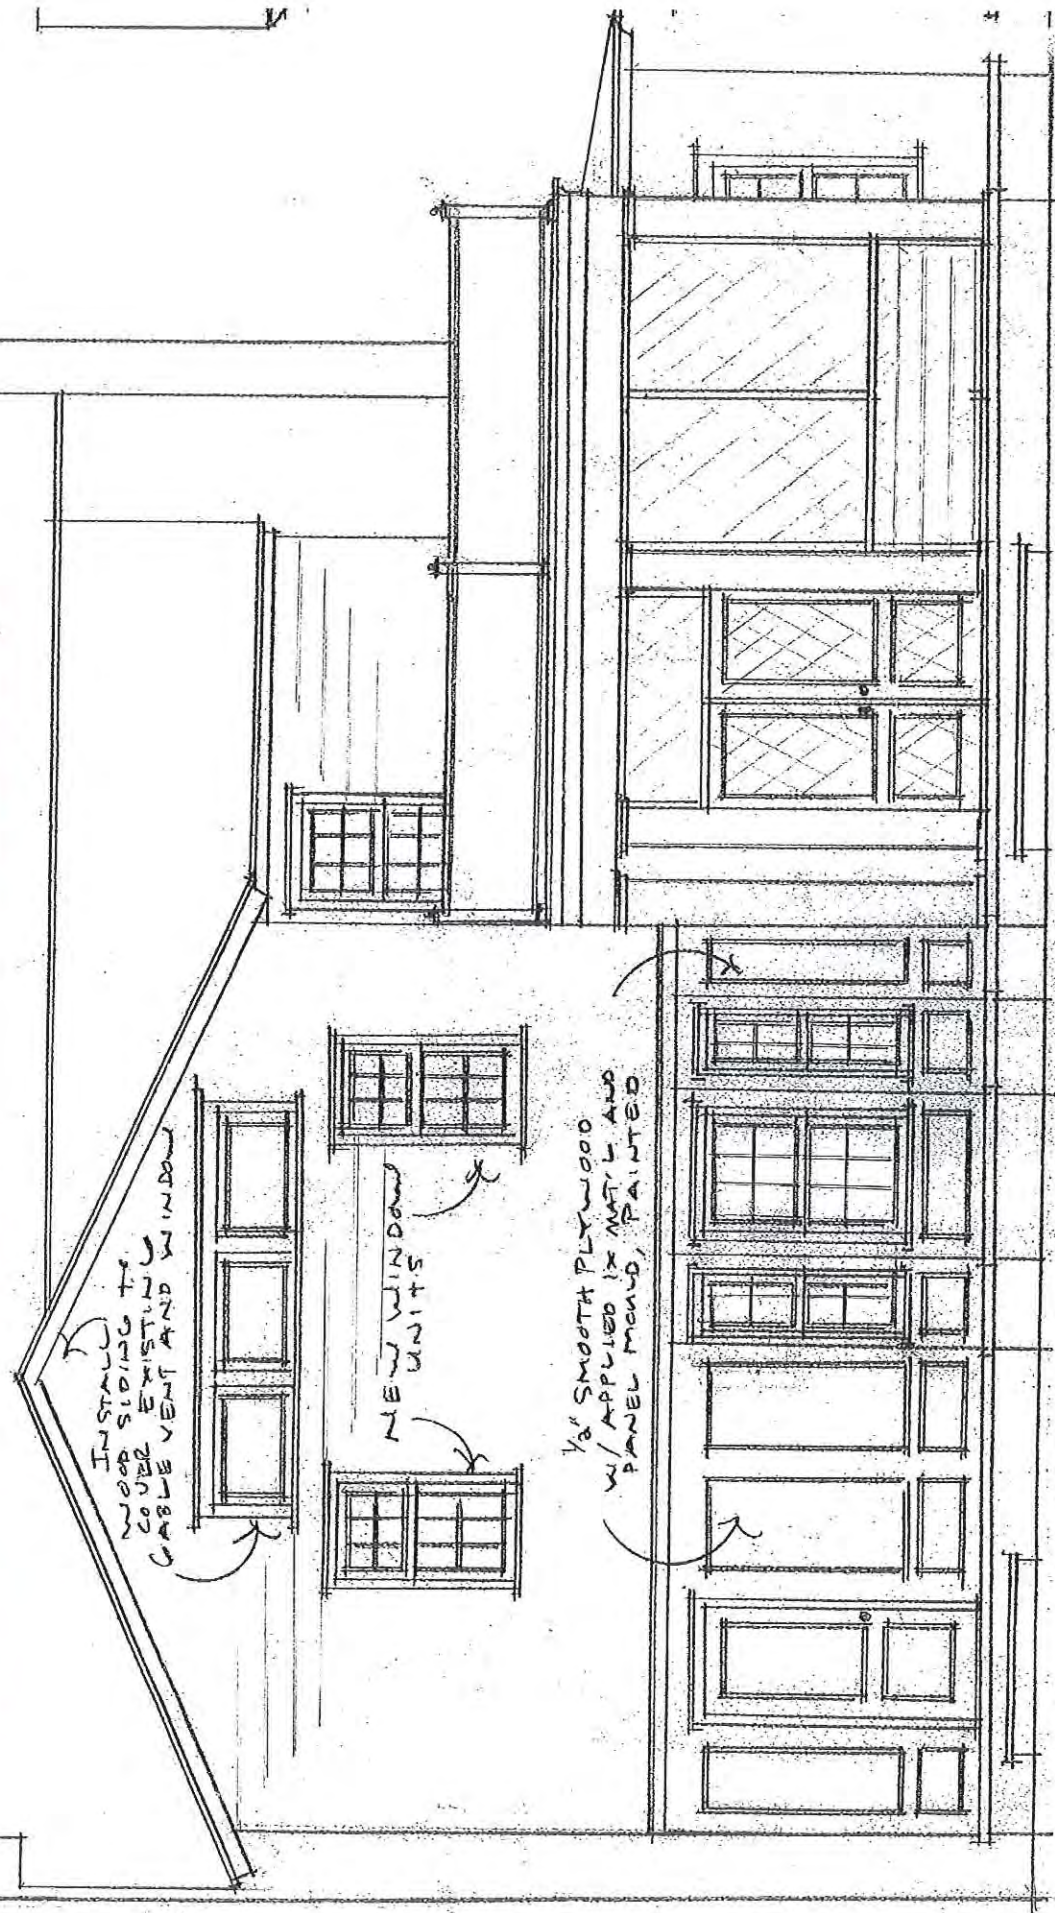 INSTALL
WOOD SIDING TO
COVER EXISTING
GABLE VENT AND WINDOW
NEW WINDOW
UNITS
1/2" SMOOTH PLYWOOD
W/ APPLIED 1x MAT'L AND
PANEL MOULD, PAINTED